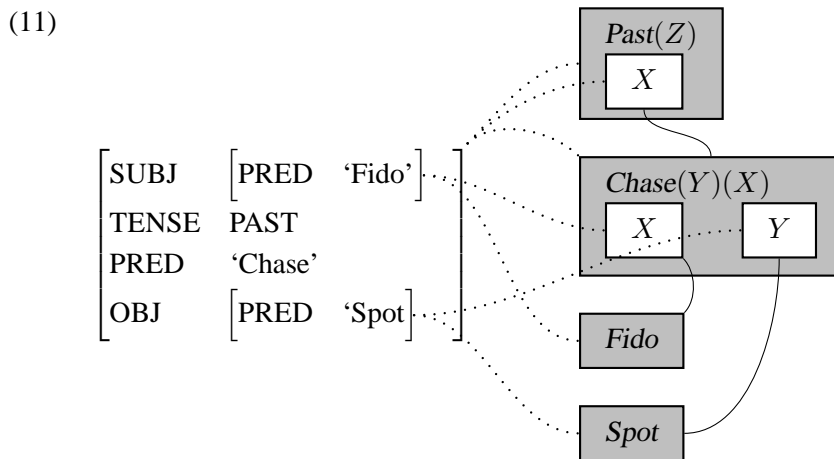 (11)
Past(Z)
X
SUBJ [PRED ‘Fido’]
TENSE PAST
PRED ‘Chase’
OBJ [PRED ‘Spot]
Chase(Y)(X)
X Y
Fido
Spot